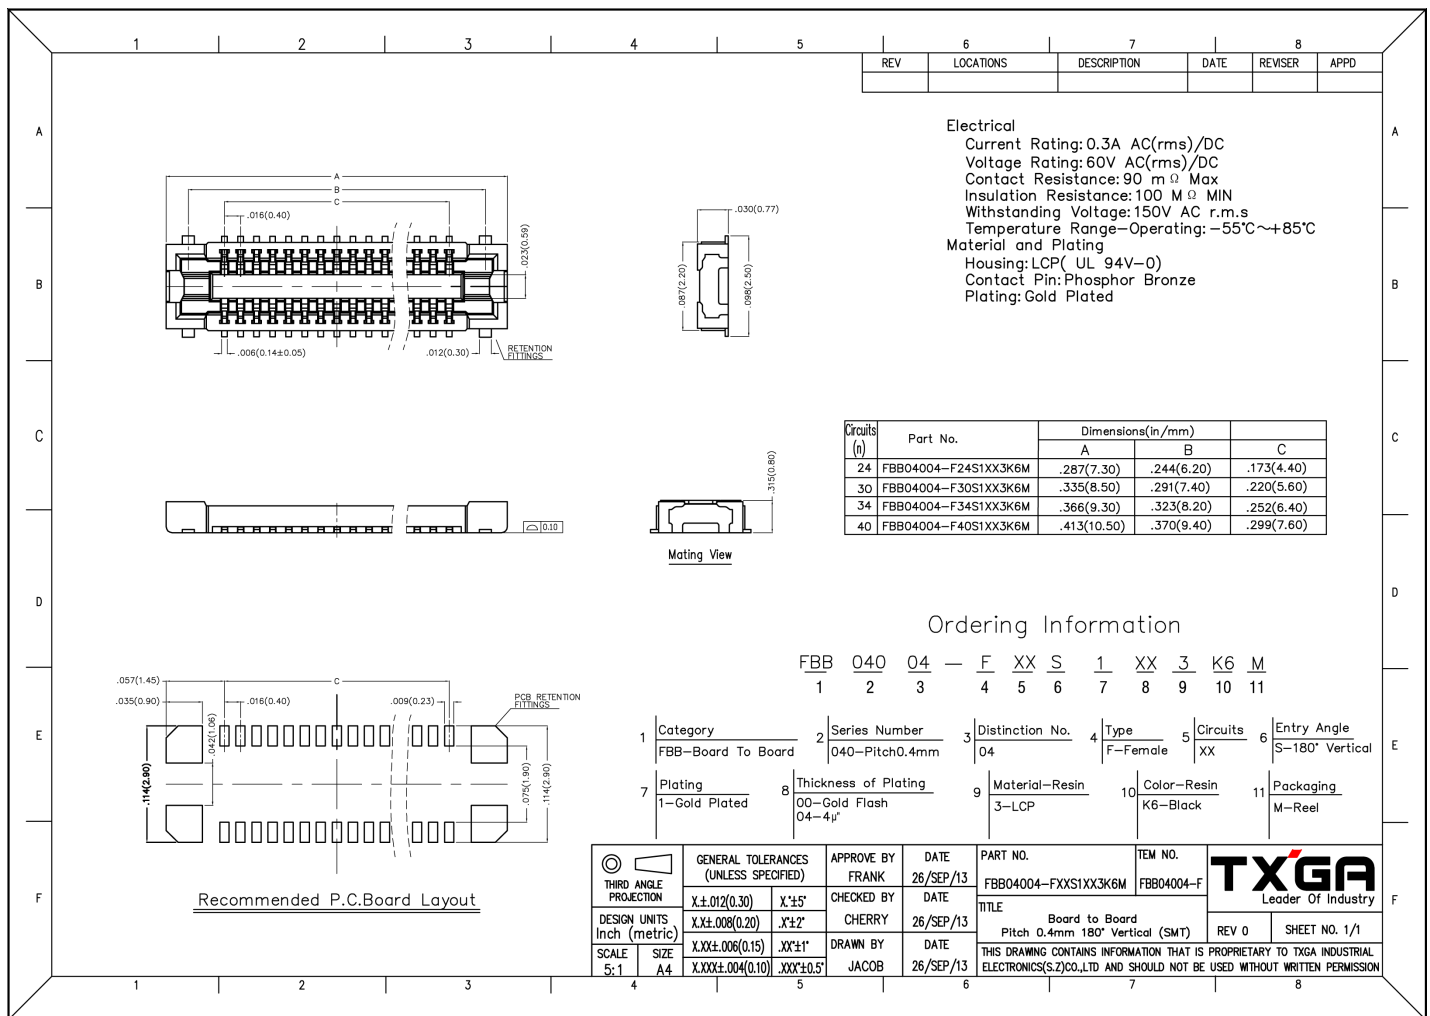 1 2 3 4 5 6 7 8
REV LOCATIONS DESCRIPTION DATE REVISER APPD
A A
Electrical
Current Rating: 0.3A AC(rms)/DC
Voltage Rating: 60V AC(rms)/DC
Contact Resistance: 90 mΩ Max
Insulation Resistance: 100 MΩ MIN
Withstanding Voltage: 150V AC r.m.s
Temperature Range-Operating: -55℃~+85℃
Material and Plating
Housing: LCP( UL 94V-0)
Contact Pin: Phosphor Bronze
Plating: Gold Plated
A
B
C
.016(0.40)
.023(0.59)
.006(0.14±0.05)
.012(0.30)
RETENTION
FITTINGS
.030(0.77)
.087(2.20)
.098(2.50)
B B
C C
Circuits
(n)
Part No.
Dimensions(in/mm)
A B C
24 FBB04004-F24S1XX3K6M .287(7.30) .244(6.20) .173(4.40)
30 FBB04004-F30S1XX3K6M .335(8.50) .291(7.40) .220(5.60)
34 FBB04004-F34S1XX3K6M .366(9.30) .323(8.20) .252(6.40)
40 FBB04004-F40S1XX3K6M .413(10.50) .370(9.40) .299(7.60)
0.10
.315(0.80)
Mating View
D D
Ordering Information
FBB 040 04 - F XX S 1 XX 3 K6 M
1 2 3 4 5 6 7 8 9 10 11
1 Category
FBB-Board To Board
2 Series Number
040-Pitch0.4mm
3 Distinction No.
04
4 Type
F-Female
5 Circuits
XX
6 Entry Angle
S-180° Vertical
7 Plating
1-Gold Plated
8 Thickness of Plating
00-Gold Flash
04-4μ"
9 Material-Resin
3-LCP
10 Color-Resin
K6-Black
11 Packaging
M-Reel
E E
.057(1.45)
C
.035(0.90)
.016(0.40)
.009(0.23)
PCB RETENTION
FITTINGS
.042(1.06)
.114(2.90)
.075(1.90)
.114(2.90)
Recommended P.C.Board Layout
F F
THIRD ANGLE
PROJECTION
DESIGN UNITS
Inch (metric)
SCALE SIZE
5:1 A4
GENERAL TOLERANCES
(UNLESS SPECIFIED)
X.±.012(0.30) X.°±5°
X.X±.008(0.20) .X°±2°
X.XX±.006(0.15) .XX°±1°
X.XXX±.004(0.10) .XXX°±0.5°
APPROVE BY DATE
FRANK 26/SEP/13
CHECKED BY DATE
CHERRY 26/SEP/13
DRAWN BY DATE
JACOB 26/SEP/13
PART NO.
FBB04004-FXXS1XX3K6M
TEM NO.
FBB04004-F
TITLE
Board to Board
Pitch 0.4mm 180° Vertical (SMT)
TXGA
Leader Of Industry
REV 0 SHEET NO. 1/1
THIS DRAWING CONTAINS INFORMATION THAT IS PROPRIETARY TO TXGA INDUSTRIAL
ELECTRONICS(S.Z)CO.,LTD AND SHOULD NOT BE USED WITHOUT WRITTEN PERMISSION
1 2 3 4 5 6 7 8